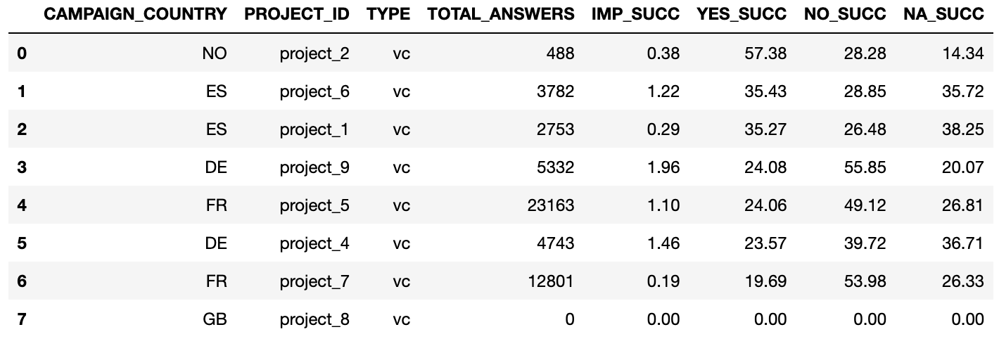 CAMPAIGN_COUNTRY PROJECT_ID TYPE TOTAL_ANSWERS IMP_SUCC YES_SUCC NO_SUCC NA_SUCC
0 NO project_2 vc 488 0.38 57.38 28.28 14.34
1 ES project_6 vc 3782 1.22 35.43 28.85 35.72
2 ES project_1 vc 2753 0.29 35.27 26.48 38.25
3 DE project_9 vc 5332 1.96 24.08 55.85 20.07
4 FR project_5 vc 23163 1.10 24.06 49.12 26.81
5 DE project_4 vc 4743 1.46 23.57 39.72 36.71
6 FR project_7 vc 12801 0.19 19.69 53.98 26.33
7 GB project_8 vc 0 0.00 0.00 0.00 0.00